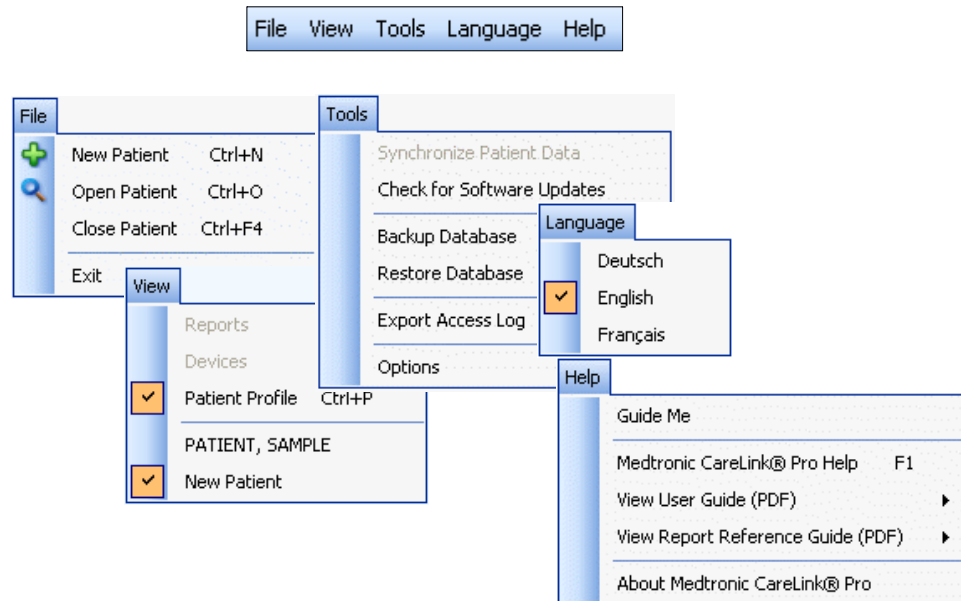 File View Tools Language Help
File
New Patient Ctrl+N
Open Patient Ctrl+O
Close Patient Ctrl+F4
Exit
View
Reports
Devices
Patient Profile Ctrl+P
PATIENT, SAMPLE
New Patient
Tools
Synchronize Patient Data
Check for Software Updates
Backup Database
Restore Database
Export Access Log
Options
Language
Deutsch
English
Français
Help
Guide Me
Medtronic CareLink® Pro Help F1
View User Guide (PDF)
View Report Reference Guide (PDF)
About Medtronic CareLink® Pro